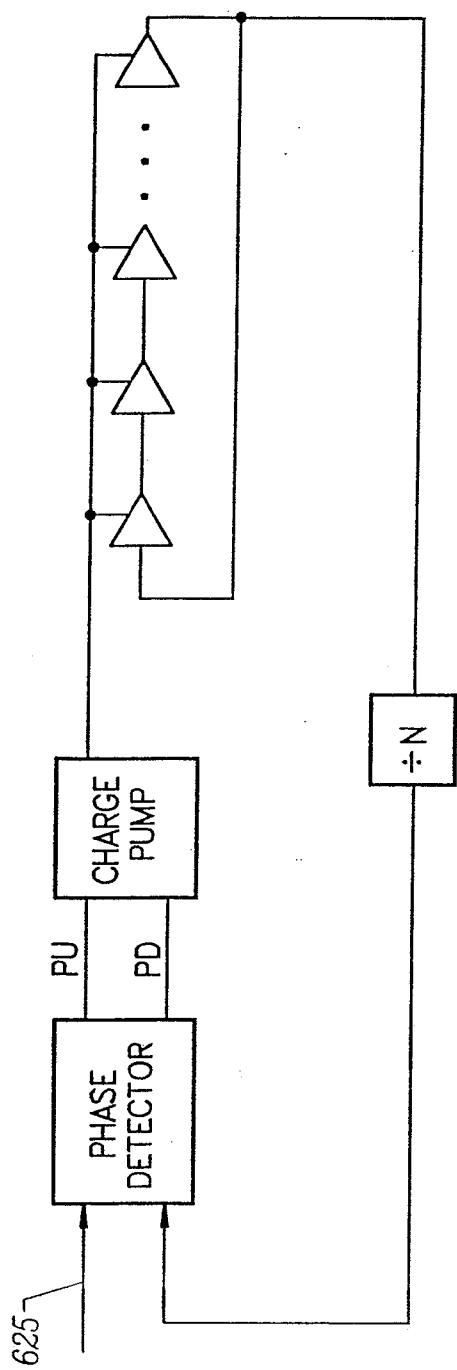 625
PHASE
DETECTOR
PU
PD
CHARGE
PUMP
÷N